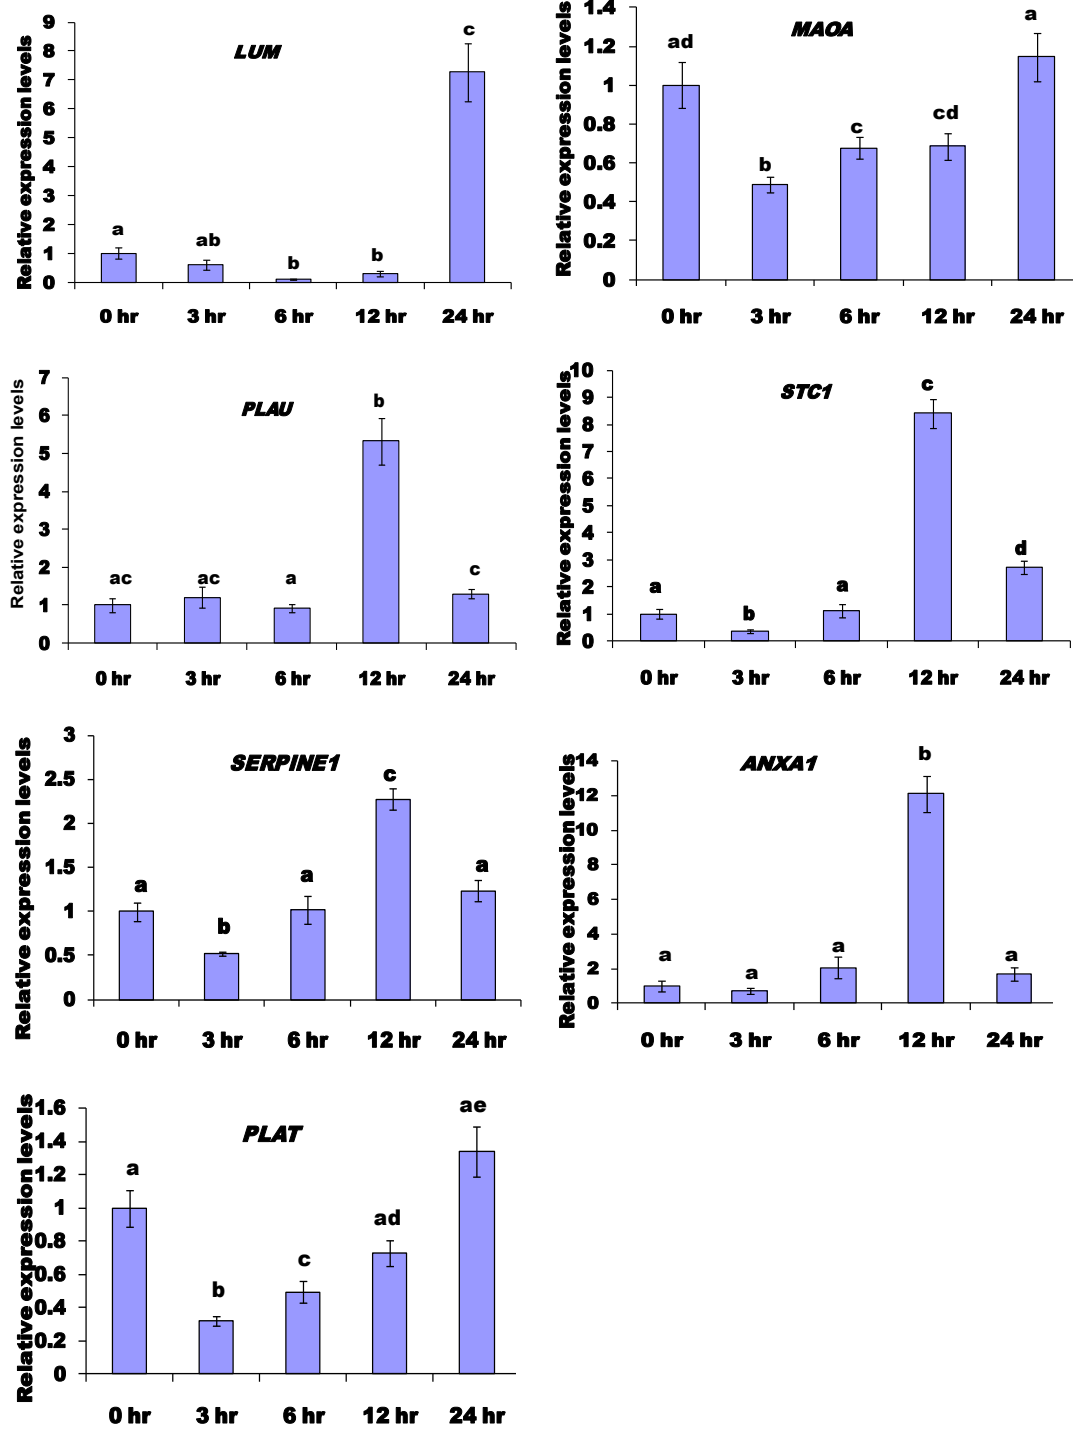 LUM
Relative expression levels
9
8
7
6
5
4
3
2
1
0
a
ab
b
b
c
0 hr 3 hr 6 hr 12 hr 24 hr
MAOA
Relative expression levels
1.4
1.2
1
0.8
0.6
0.4
0.2
0
ad
b
c
cd
a
0 hr 3 hr 6 hr 12 hr 24 hr
PLAU
Relative expression levels
7
6
5
4
3
2
1
0
ac
ac
a
b
c
0 hr 3 hr 6 hr 12 hr 24 hr
STC1
Relative expression levels
10
9
8
7
6
5
4
3
2
1
0
a
b
a
c
d
0 hr 3 hr 6 hr 12 hr 24 hr
SERPINE1
Relative expression levels
3
2.5
2
1.5
1
0.5
0
a
b
a
c
a
0 hr 3 hr 6 hr 12 hr 24 hr
ANXA1
Relative expression levels
14
12
10
8
6
4
2
0
a
a
a
b
a
0 hr 3 hr 6 hr 12 hr 24 hr
PLAT
Relative expression levels
1.6
1.4
1.2
1
0.8
0.6
0.4
0.2
0
a
b
c
ad
ae
0 hr 3 hr 6 hr 12 hr 24 hr